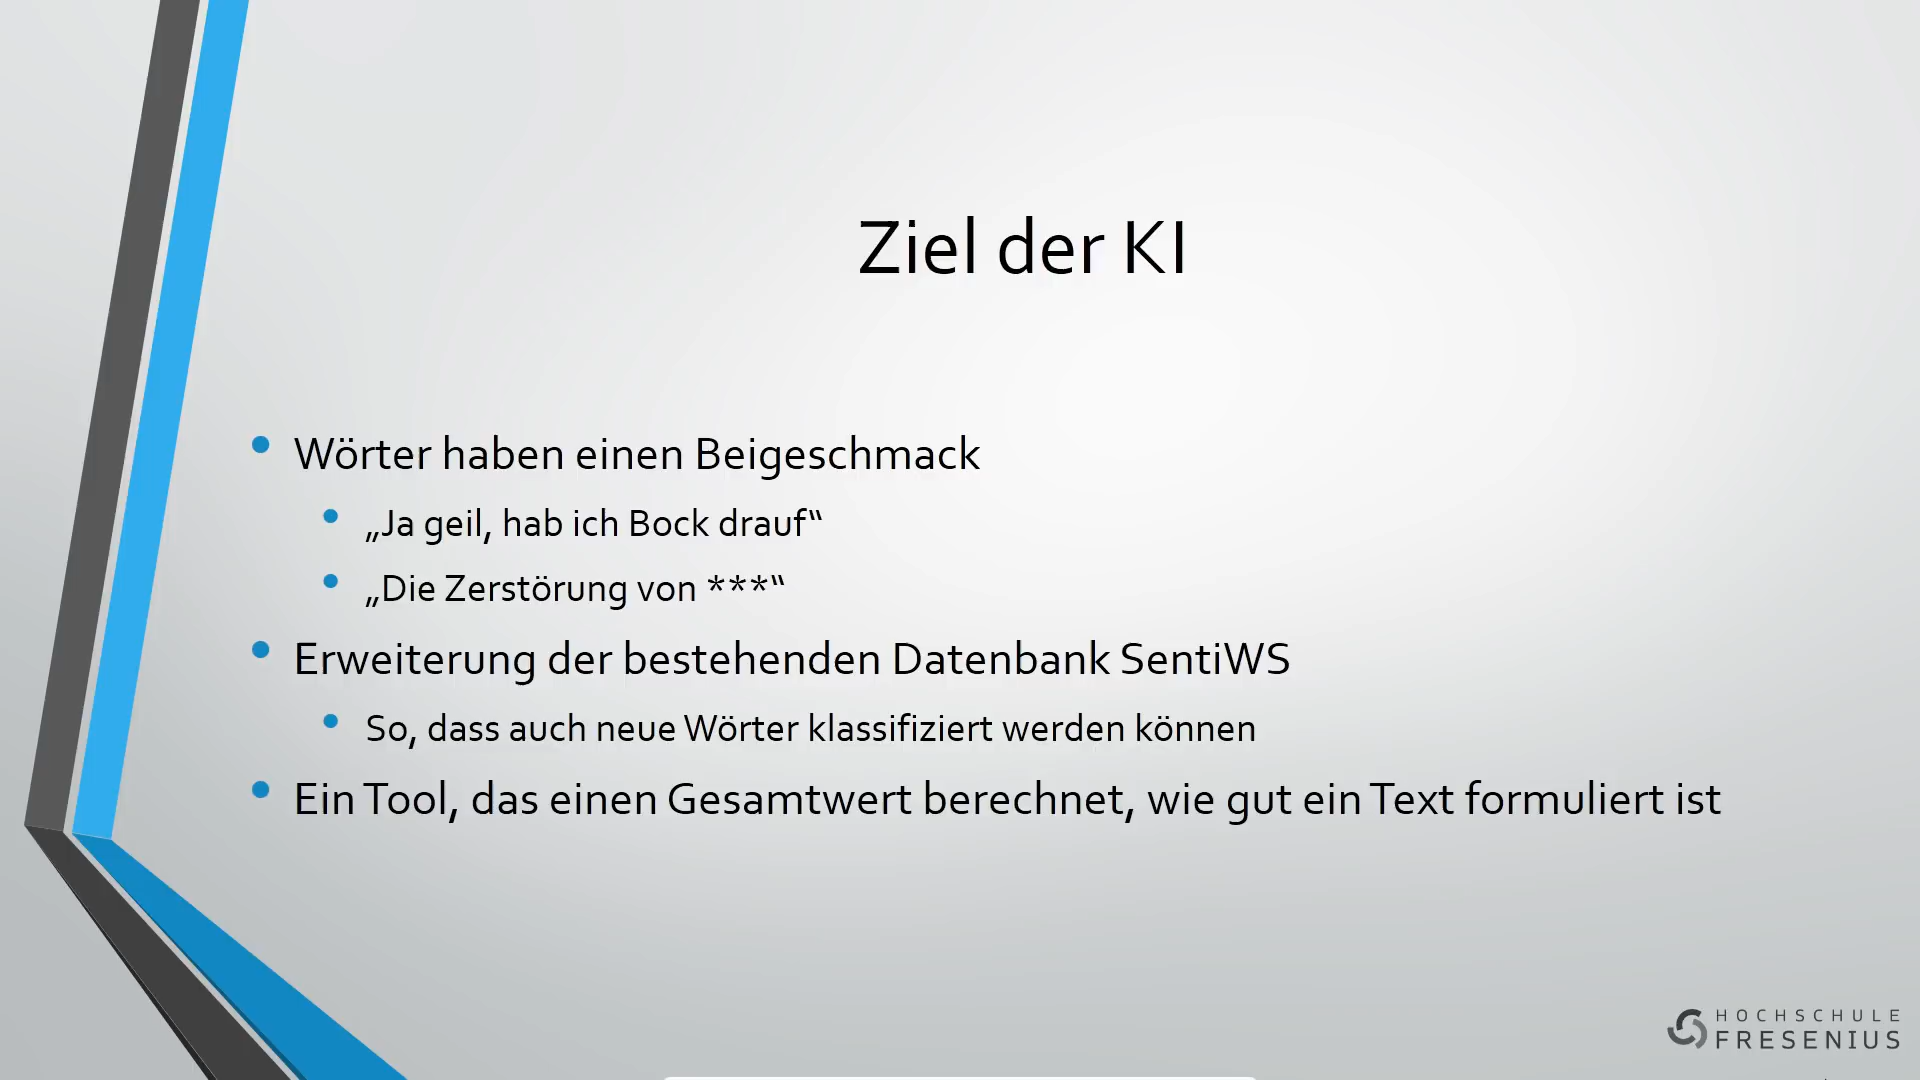 Ziel der KI
Wörter haben einen Beigeschmack
„Ja geil, hab ich Bock drauf“
„Die Zerstörung von ***“
Erweiterung der bestehenden Datenbank SentiWS
So, dass auch neue Wörter klassifiziert werden können
Ein Tool, das einen Gesamtwert berechnet, wie gut ein Text formuliert ist
HOCHSCHULE
FRESENIUS